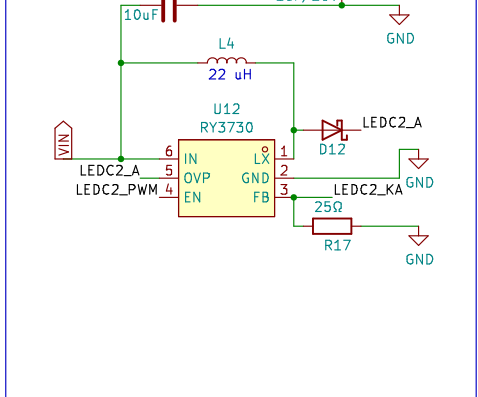 10uF
GND
L4
22 uH
U12
RY3730
LEDC2_A
D12
VIN
6 IN
LX 1
LEDC2_A
5 OVP
GND 2
GND
LEDC2_PWM 4 EN
FB 3
LEDC2_KA
25Ω
R17
GND